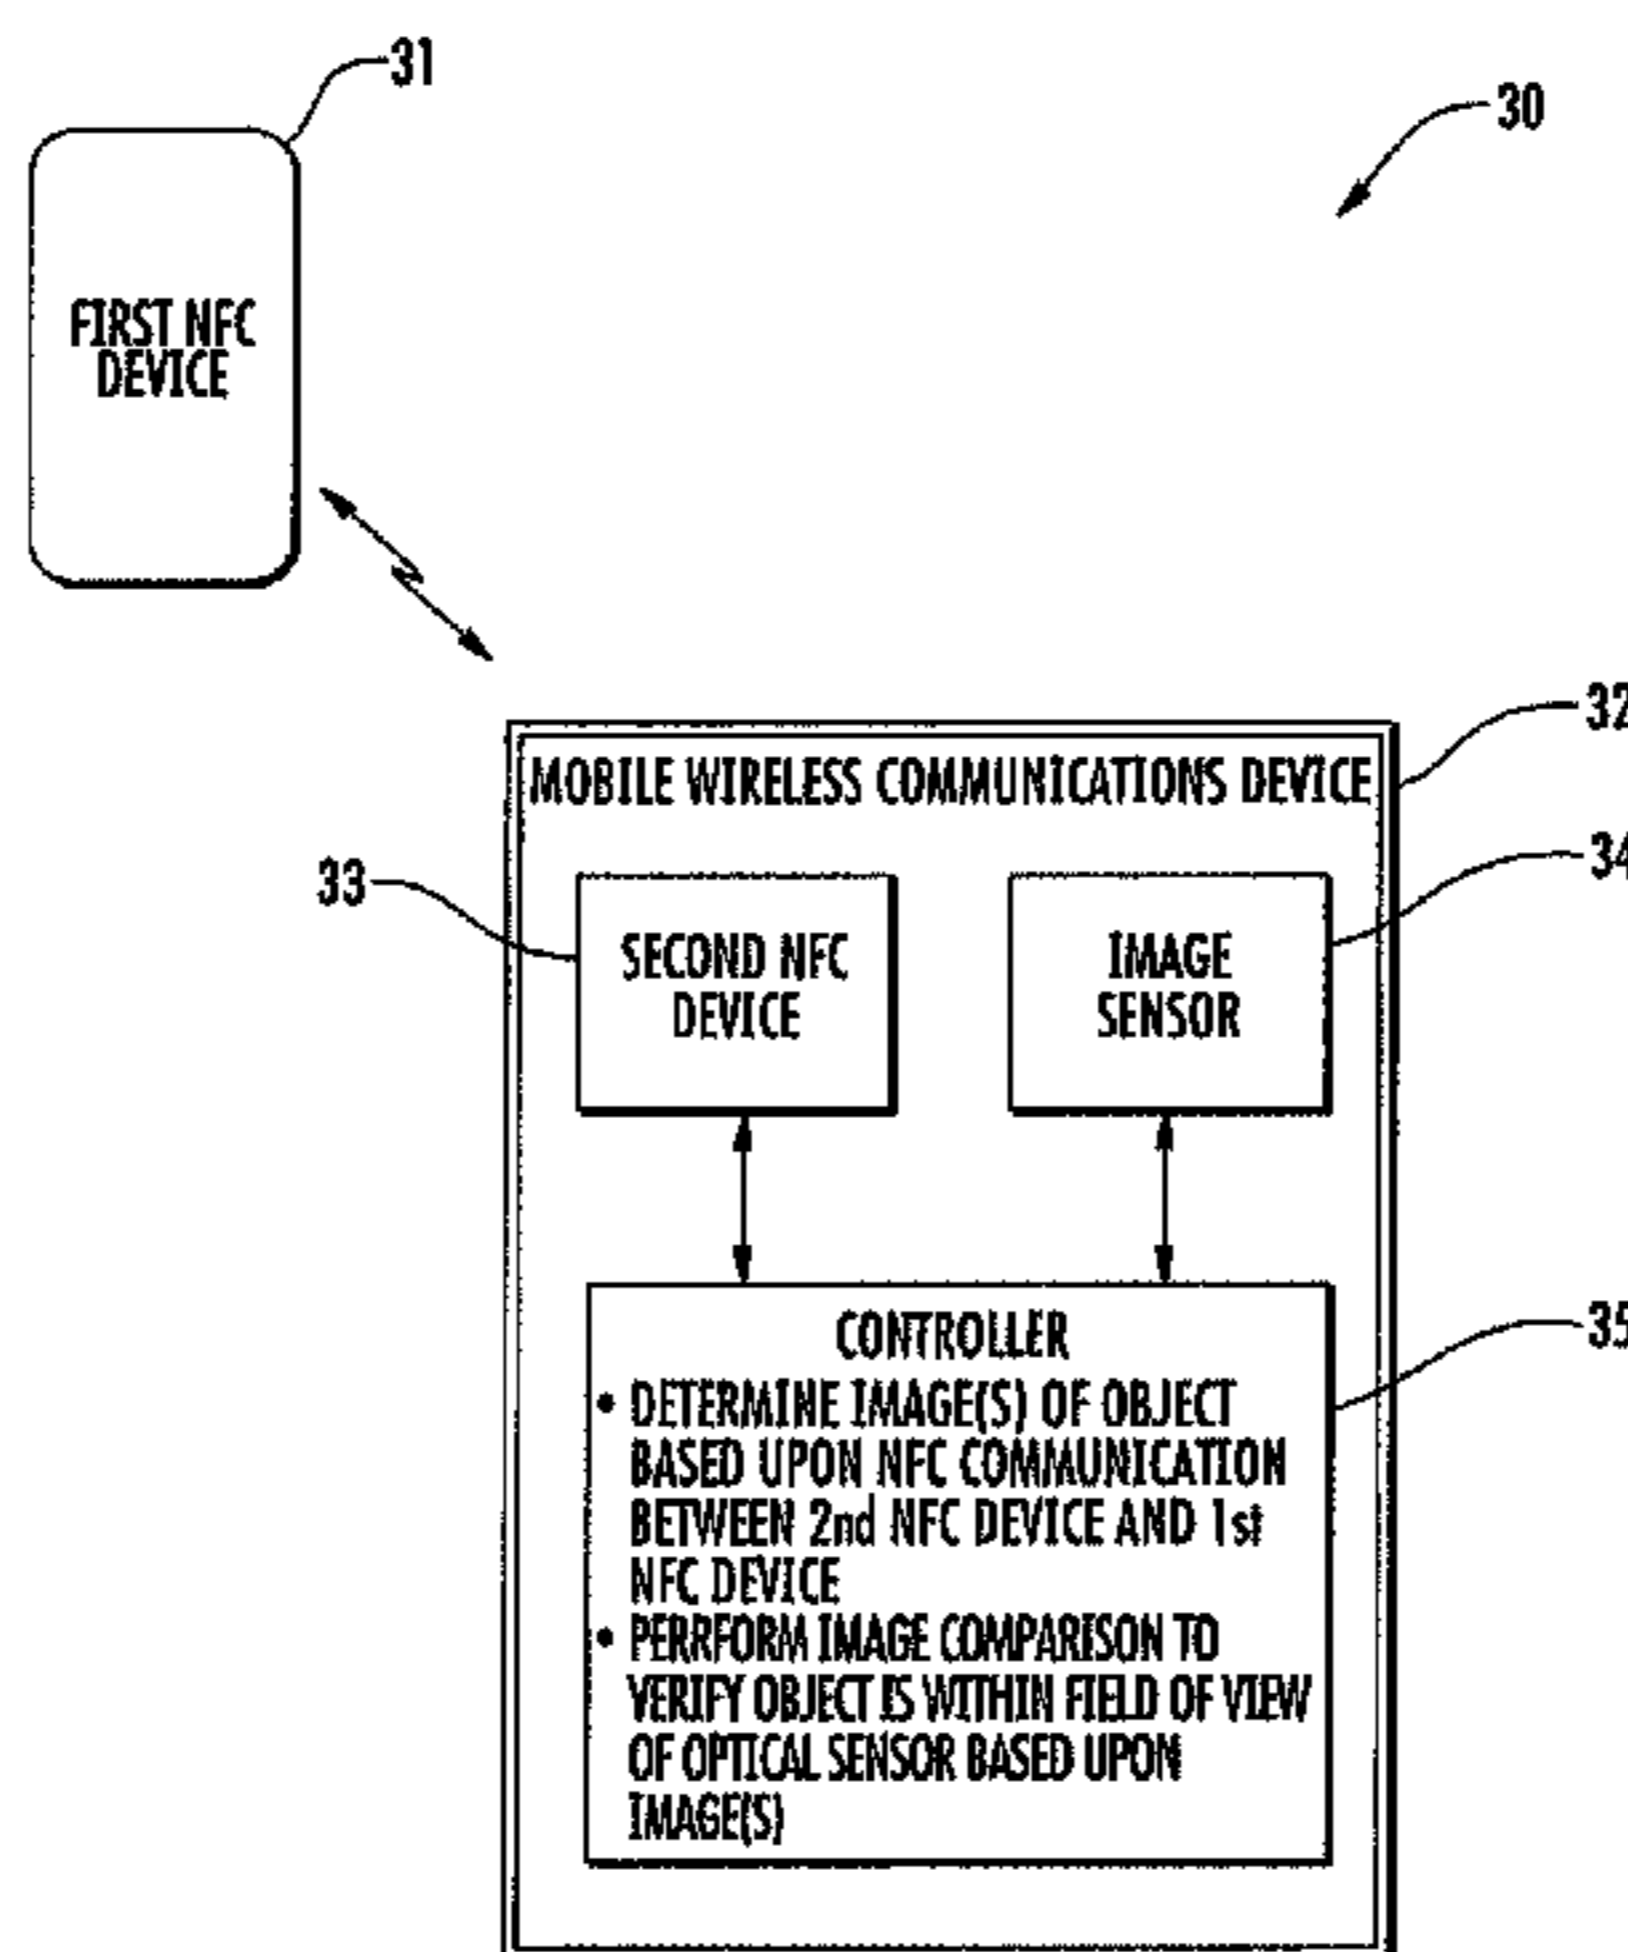 31
30
FIRST NFC
DEVICE
32
MOBILE WIRELESS COMMUNICATIONS DEVICE
33
34
SECOND NFC
DEVICE
IMAGE
SENSOR
35
CONTROLLER
• DETERMINE IMAGE(S) OF OBJECT
BASED UPON NFC COMMUNICATION
BETWEEN 2nd NFC DEVICE AND 1st
NFC DEVICE
• PERRFORM IMAGE COMPARISON TO
VERIFY OBJECT IS WITHIN FIELD OF VIEW
OF OPTICAL SENSOR BASED UPON
IMAGE(S)